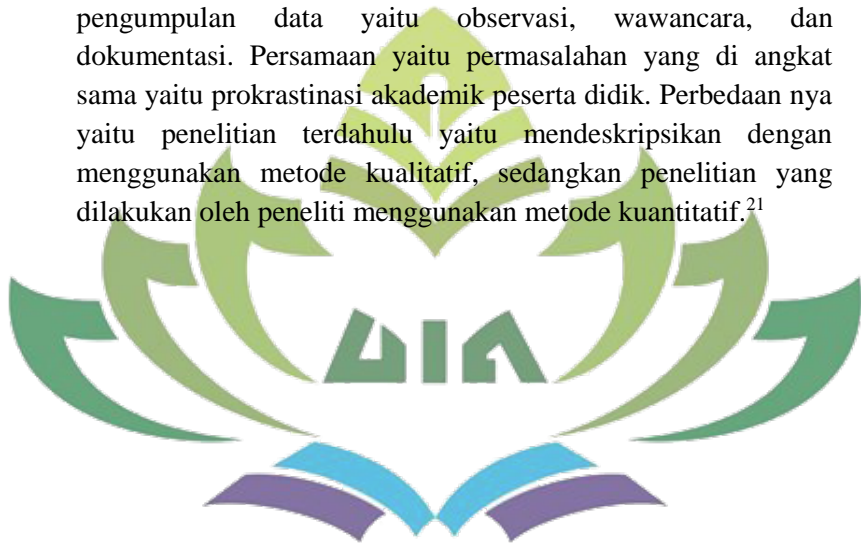 pengumpulan data yaitu observasi, wawancara, dan
dokumentasi. Persamaan yaitu permasalahan yang di angkat
sama yaitu prokrastinasi akademik peserta didik. Perbedaan nya
yaitu penelitian terdahulu yaitu mendeskripsikan dengan
menggunakan metode kualitatif, sedangkan penelitian yang
dilakukan oleh peneliti menggunakan metode kuantitatif.²¹
UIN